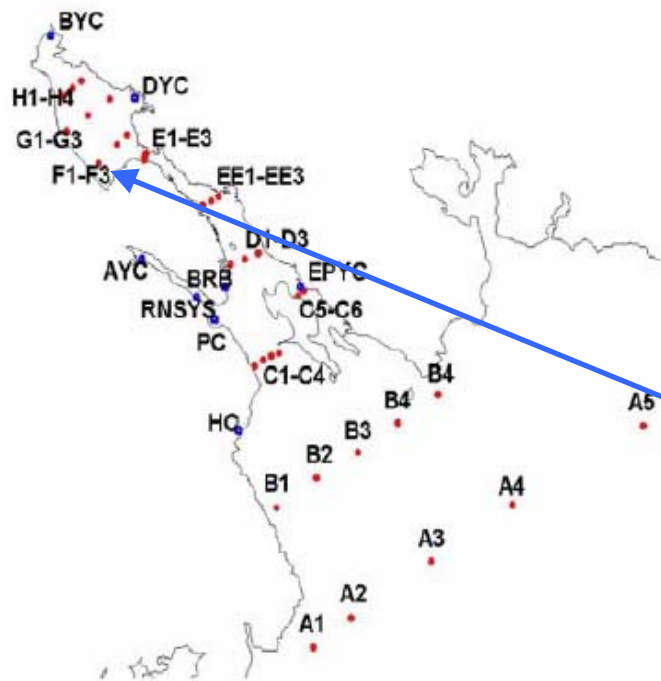 BYC
H1-H4
DYC
G1-G3
E1-E3
F1-F3
EE1-EE3
D1-D3
AYC
BRB
EPYC
RNSYS
C5-C6
PC
C1-C4
B4
B4
A5
HC
B3
B2
B1
A4
A3
A2
A1